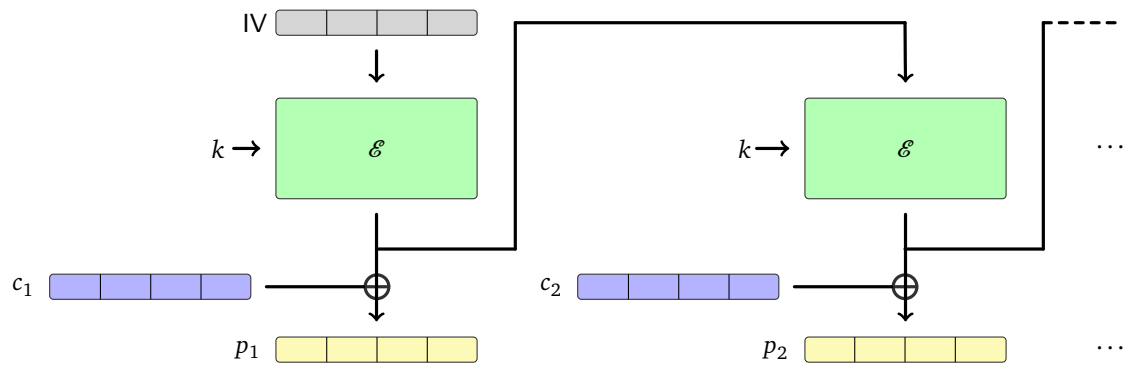 IV
k ℰ k ℰ ...
c₁ c₂
p₁ p₂ ...